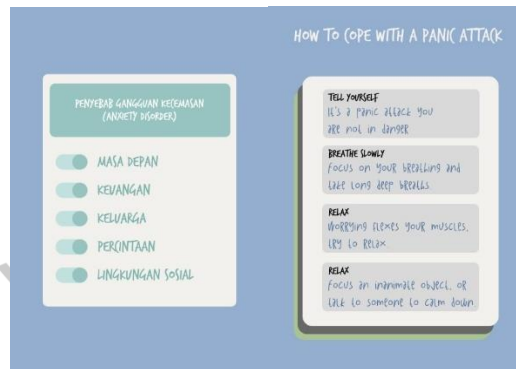 PENYEBAB GANGGUAN KECEMASAN
(ANXIETY DISORDER)
MASA DEPAN
KEUANGAN
KELUARGA
PERCINTAAN
LINGKUNGAN SOSIAL
HOW TO COPE WITH A PANIC ATTACK
TELL YOURSELF
It's a panic attack you
are not in danger
BREATHE SLOWLY
Focus on your breathing and
take long deep breaths
RELAX
Worrying flexes your muscles,
try to relax
RELAX
Focus an inanimate object, or
talk to someone to calm down